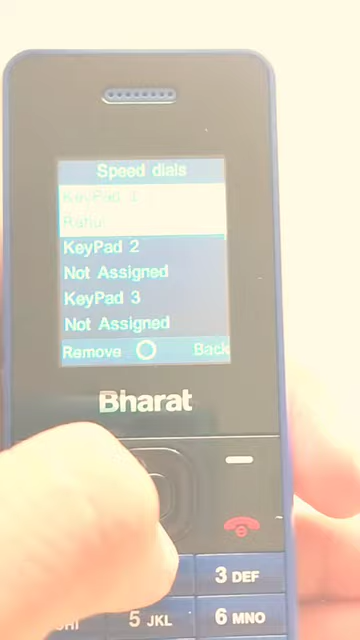 Speed dials
KeyPad 1
Rahul
KeyPad 2
Not Assigned
KeyPad 3
Not Assigned
Remove Back
Bharat
3 DEF
5 JKL 6 MNO